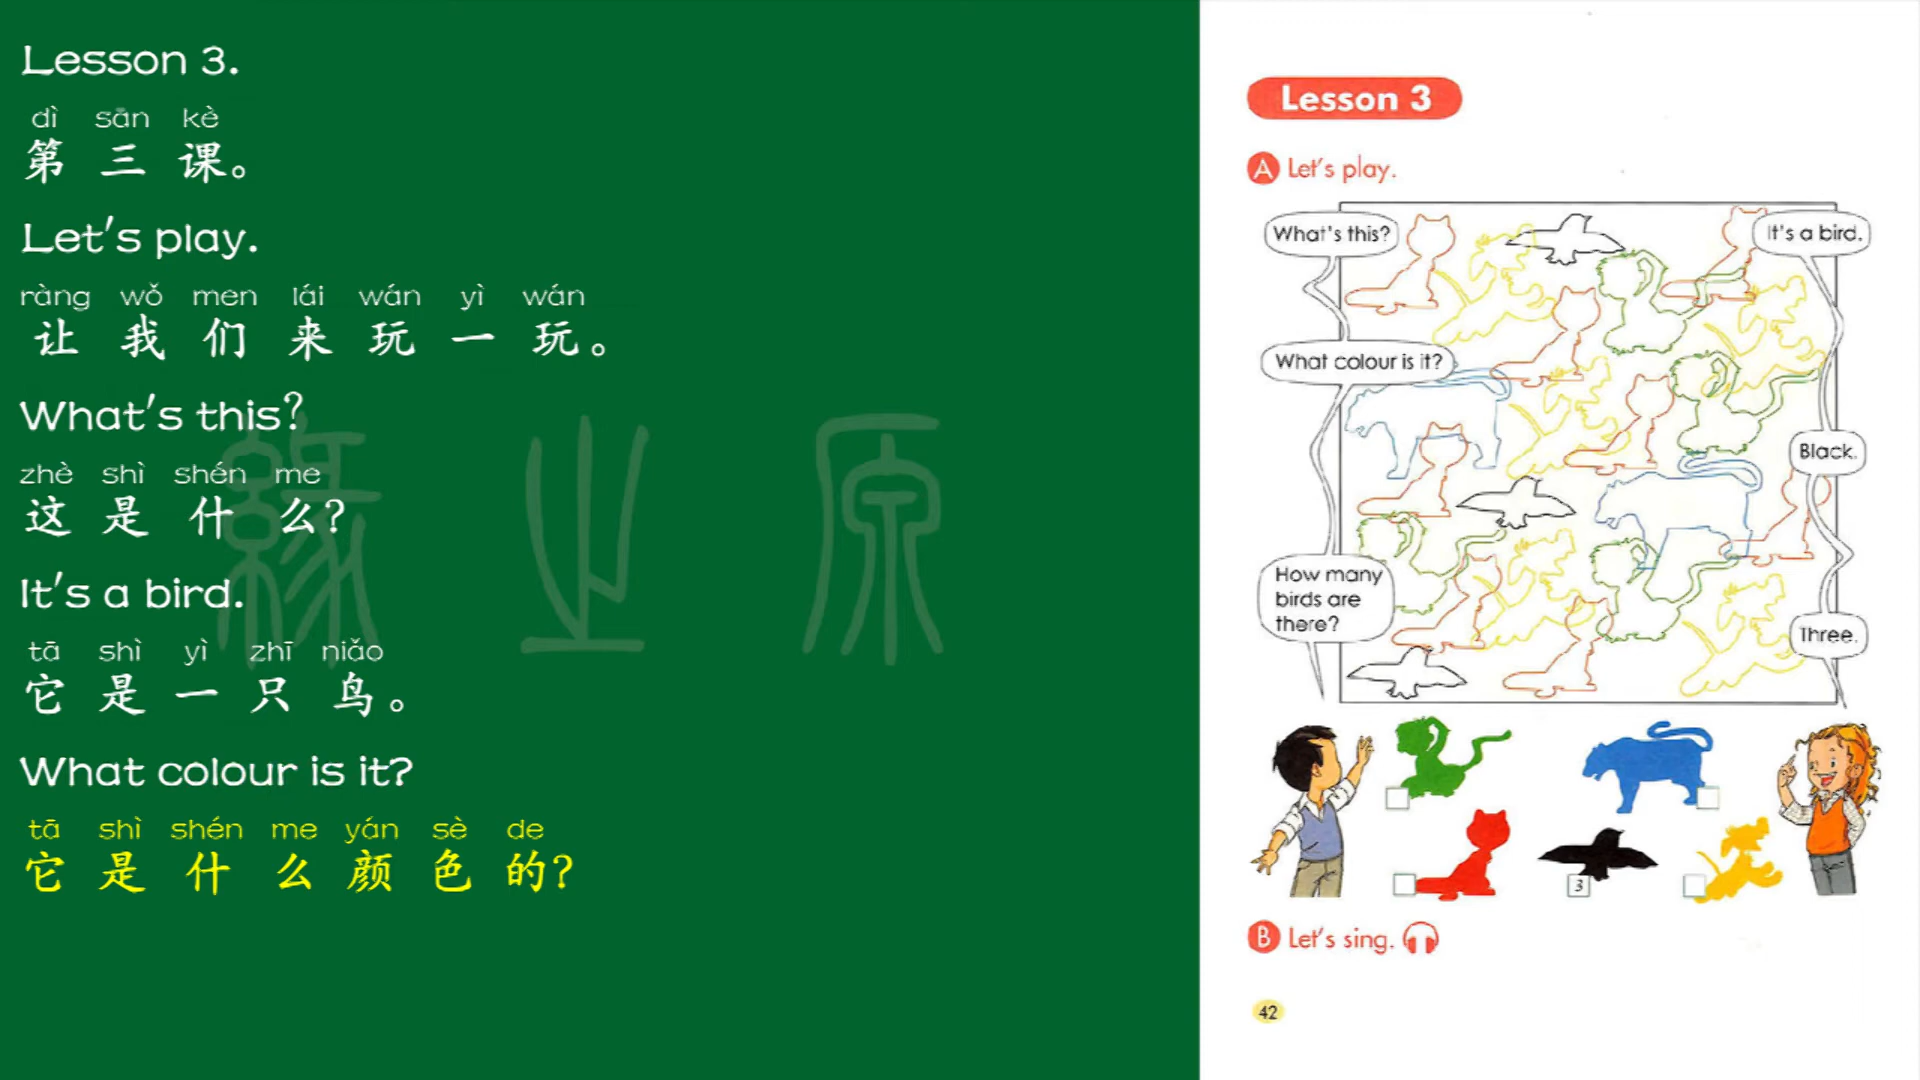 Lesson 3.
dì sān kè
第三课。
Let's play.
ràng wǒ men lái wán yì wán
让我们来玩一玩。
What's this?
zhè shì shén me
这是什么?
It's a bird.
tā shì yì zhī niǎo
它是一只鸟。
What colour is it?
tā shì shén me yán sè de
它是什么颜色的?
緣业原
Lesson 3
A Let's play.
What's this?
It's a bird.
What colour is it?
Black.
How many
birds are
there?
Three.
3
B Let's sing.
42